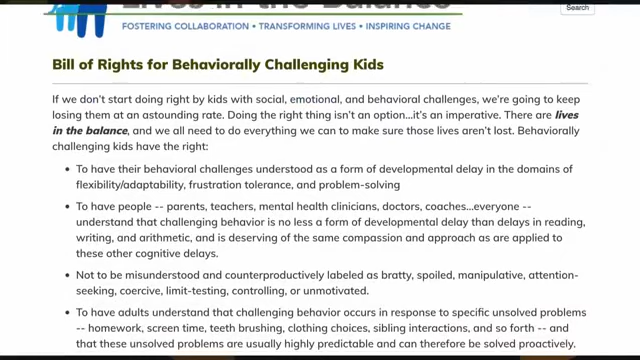 Lives in the Balance
FOSTERING COLLABORATION • TRANSFORMING LIVES • INSPIRING CHANGE
Search
Bill of Rights for Behaviorally Challenging Kids
If we don't start doing right by kids with social, emotional, and behavioral challenges, we're going to keep
losing them at an astounding rate. Doing the right thing isn't an option...it's an imperative. There are lives
in the balance, and we all need to do everything we can to make sure those lives aren't lost. Behaviorally
challenging kids have the right:
• To have their behavioral challenges understood as a form of developmental delay in the domains of
flexibility/adaptability, frustration tolerance, and problem-solving
• To have people -- parents, teachers, mental health clinicians, doctors, coaches...everyone --
understand that challenging behavior is no less a form of developmental delay than delays in reading,
writing, and arithmetic, and is deserving of the same compassion and approach as are applied to
these other cognitive delays.
• Not to be misunderstood and counterproductively labeled as bratty, spoiled, manipulative, attention-
seeking, coercive, limit-testing, controlling, or unmotivated.
• To have adults understand that challenging behavior occurs in response to specific unsolved problems
-- homework, screen time, teeth brushing, clothing choices, sibling interactions, and so forth -- and
that these unsolved problems are usually highly predictable and can therefore be solved proactively.